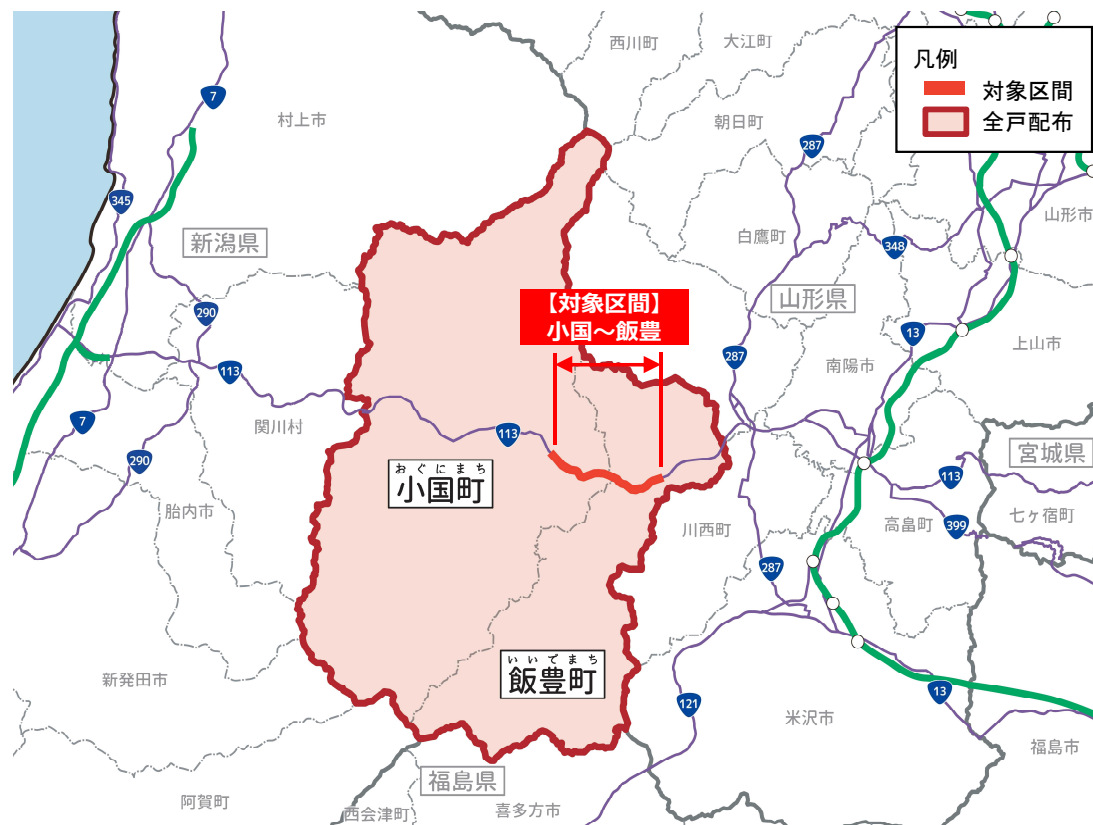 凡例
対象区間
全戸配布
西川町
大江町
7
村上市
朝日町
287
345
山形市
新潟県
白鷹町
348
山形県
【対象区間】
小国～飯豊
290
13
上山市
287
南陽市
113
関川村
7
113
宮城県
290
おぐにまち
小国町
113
胎内市
川西町
高畠町
399
七ヶ宿町
287
いいでまち
飯豊町
新発田市
13
121
米沢市
福島市
福島県
阿賀町
西会津町
喜多方市